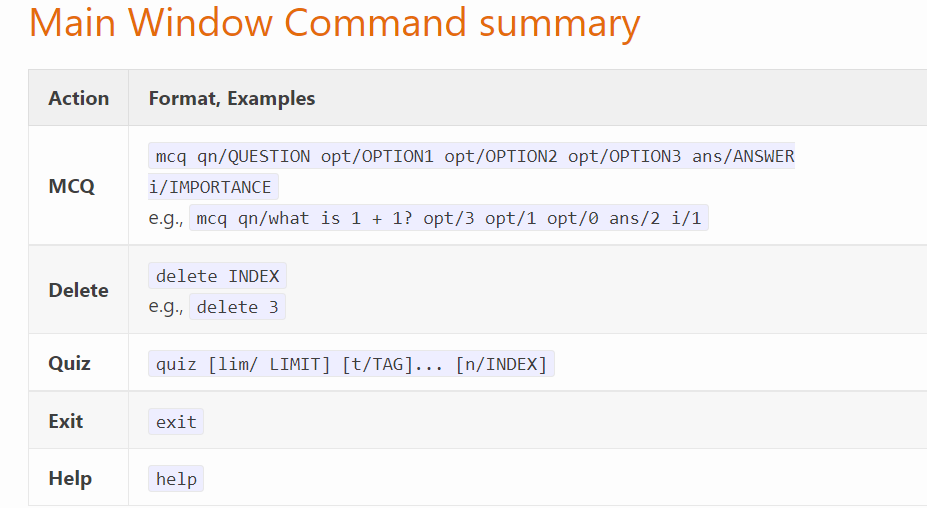 Main Window Command summary
Action Format, Examples
MCQ
mcq qn/QUESTION opt/OPTION1 opt/OPTION2 opt/OPTION3 ans/ANSWER
i/IMPORTANCE
e.g., mcq qn/what is 1 + 1? opt/3 opt/1 opt/0 ans/2 i/1
Delete
delete INDEX
e.g., delete 3
Quiz quiz [lim/ LIMIT] [t/TAG]... [n/INDEX]
Exit exit
Help help